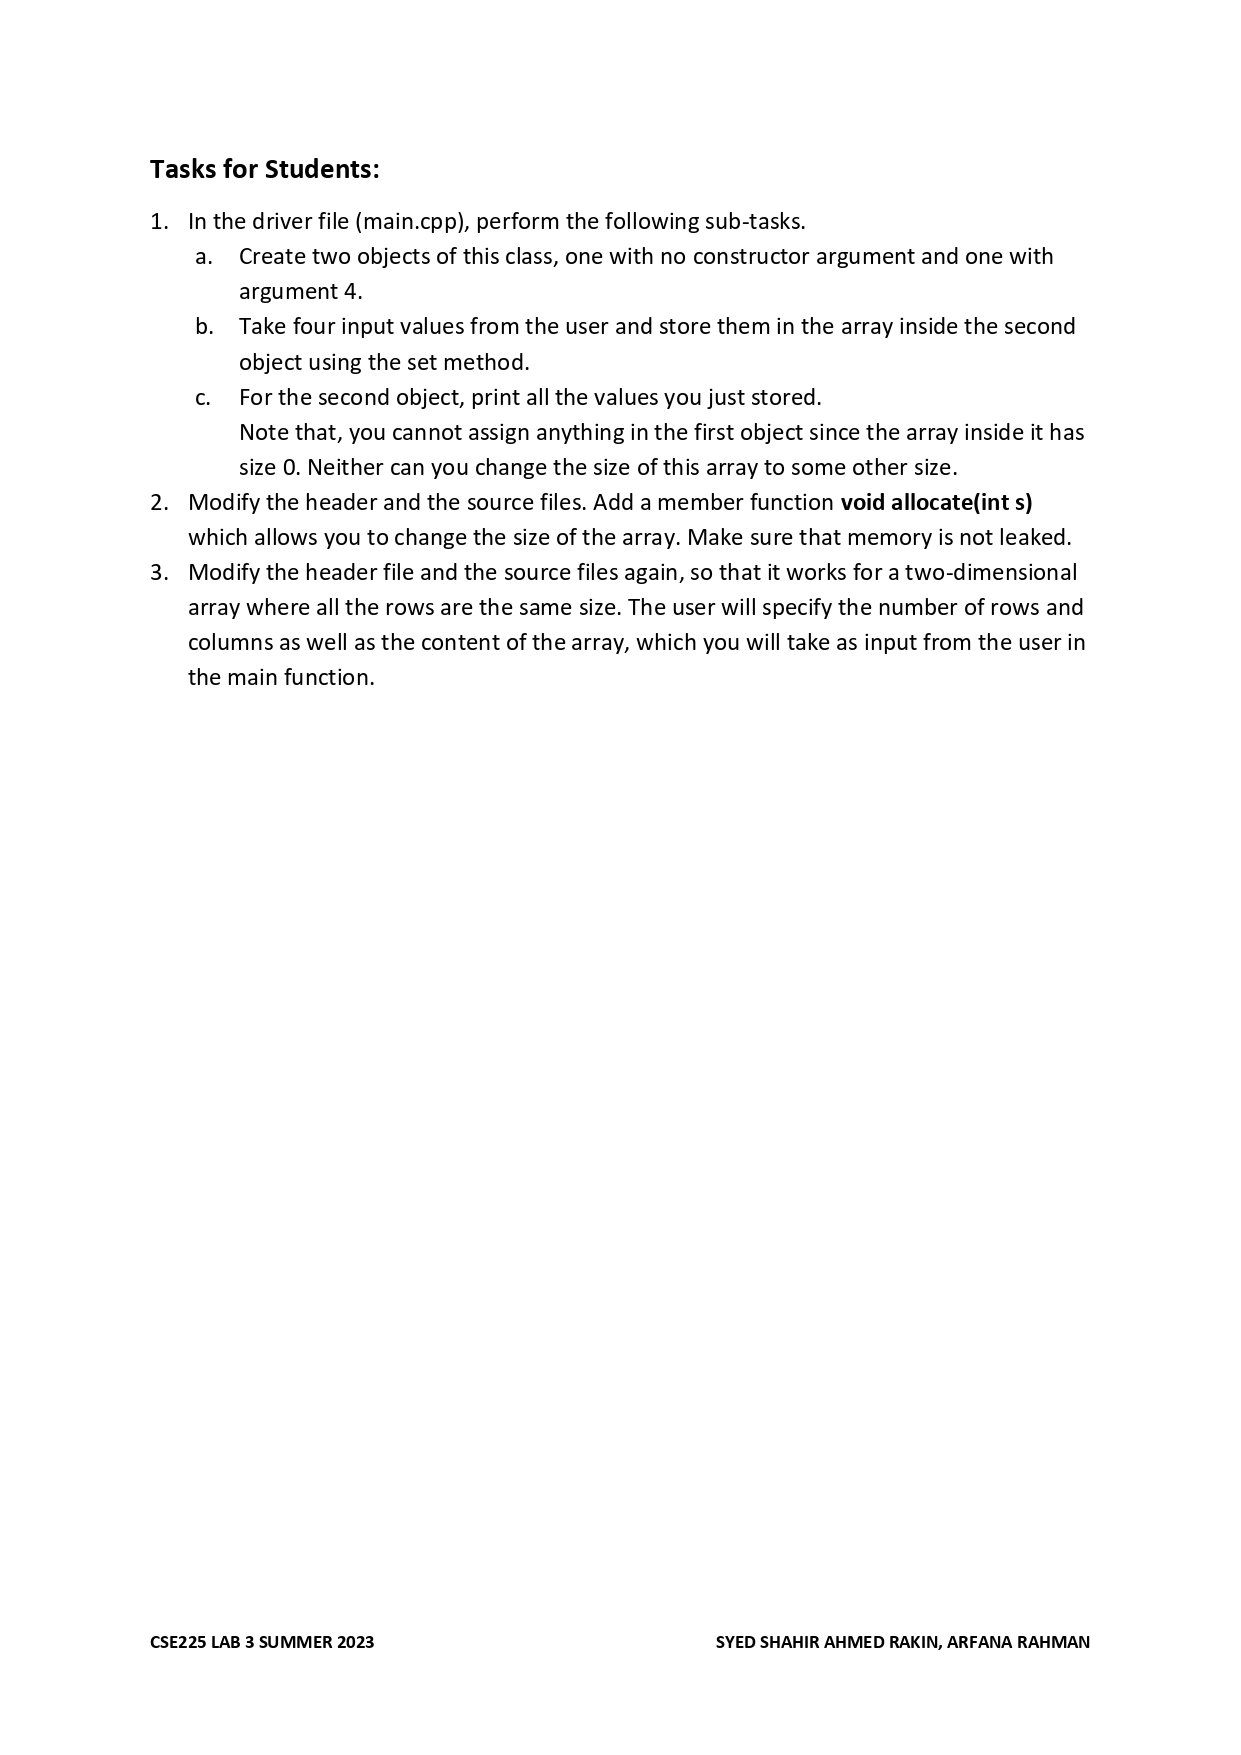 Tasks for Students:
1. In the driver file (main.cpp), perform the following sub-tasks.
a. Create two objects of this class, one with no constructor argument and one with
argument 4.
b. Take four input values from the user and store them in the array inside the second
object using the set method.
c. For the second object, print all the values you just stored.
Note that, you cannot assign anything in the first object since the array inside it has
size 0. Neither can you change the size of this array to some other size.
2. Modify the header and the source files. Add a member function void allocate(int s)
which allows you to change the size of the array. Make sure that memory is not leaked.
3. Modify the header file and the source files again, so that it works for a two-dimensional
array where all the rows are the same size. The user will specify the number of rows and
columns as well as the content of the array, which you will take as input from the user in
the main function.
CSE225 LAB 3 SUMMER 2023 SYED SHAHIR AHMED RAKIN, ARFANA RAHMAN